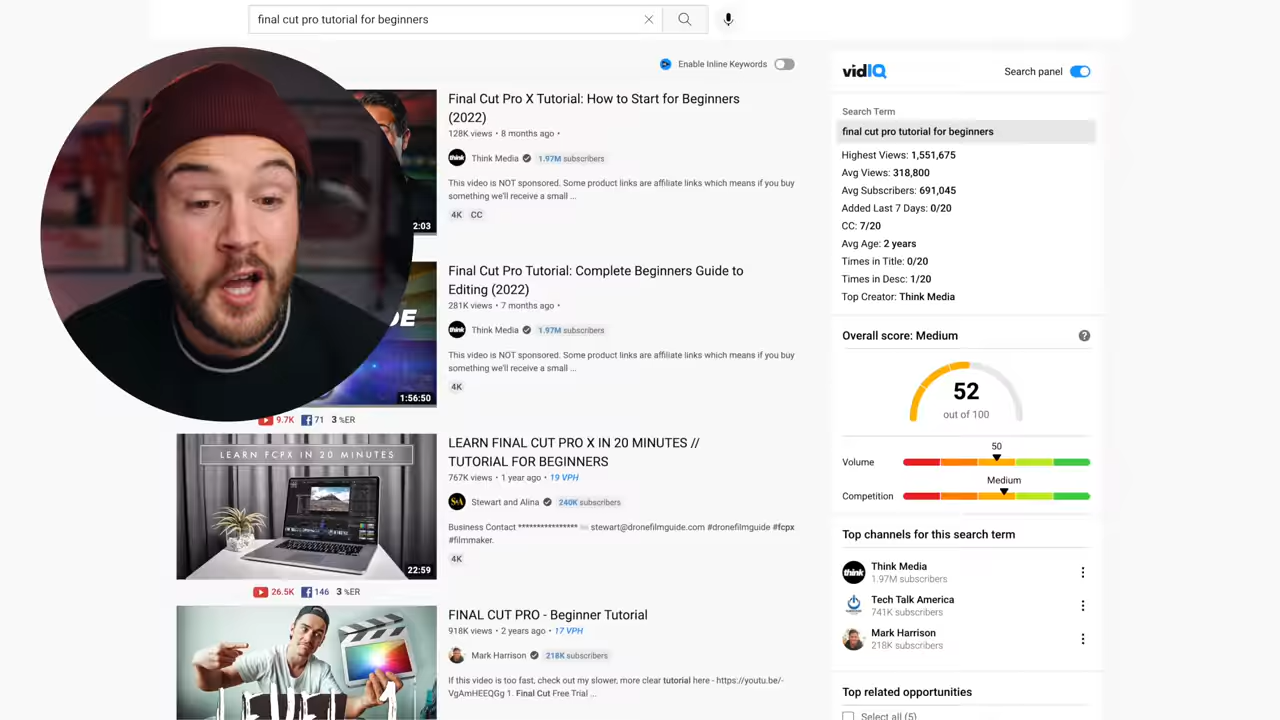 final cut pro tutorial for beginners
Enable Inline Keywords
vidIQ
Search panel
Final Cut Pro X Tutorial: How to Start for Beginners
(2022)
128K views • 8 months ago •
think
Think Media
1.97M subscribers
This video is NOT sponsored. Some product links are affiliate links which means if you buy
something we'll receive a small ...
4K CC
2:03
Final Cut Pro Tutorial: Complete Beginners Guide to
Editing (2022)
281K views • 7 months ago •
think
Think Media
1.97M subscribers
This video is NOT sponsored. Some product links are affiliate links which means if you buy
something we'll receive a small ...
4K
DE
1:56:50
9.7K 71 3 %ER
LEARN FCPX IN 20 MINUTES
22:59
LEARN FINAL CUT PRO X IN 20 MINUTES //
TUTORIAL FOR BEGINNERS
767K views • 1 year ago • 19 VPH
S&A
Stewart and Alina
240K subscribers
Business Contact **************** stewart@dronefilmguide.com #dronefilmguide #fcpx
#filmmaker.
4K
26.5K 146 3 %ER
FINAL CUT PRO - Beginner Tutorial
918K views • 2 years ago • 17 VPH
Mark Harrison
218K subscribers
If this video is too fast, check out my slower, more clear tutorial here - https://youtu.be/-
VgAmHEEQGg 1. Final Cut Free Trial ...
Search Term
final cut pro tutorial for beginners
Highest Views: 1,551,675
Avg Views: 318,800
Avg Subscribers: 691,045
Added Last 7 Days: 0/20
CC: 7/20
Avg Age: 2 years
Times in Title: 0/20
Times in Desc: 1/20
Top Creator: Think Media
Overall score: Medium
52
out of 100
50
Volume
Medium
Competition
Top channels for this search term
think
Think Media
1.97M subscribers
Tech Talk America
741K subscribers
Mark Harrison
218K subscribers
Top related opportunities
Select all (5)